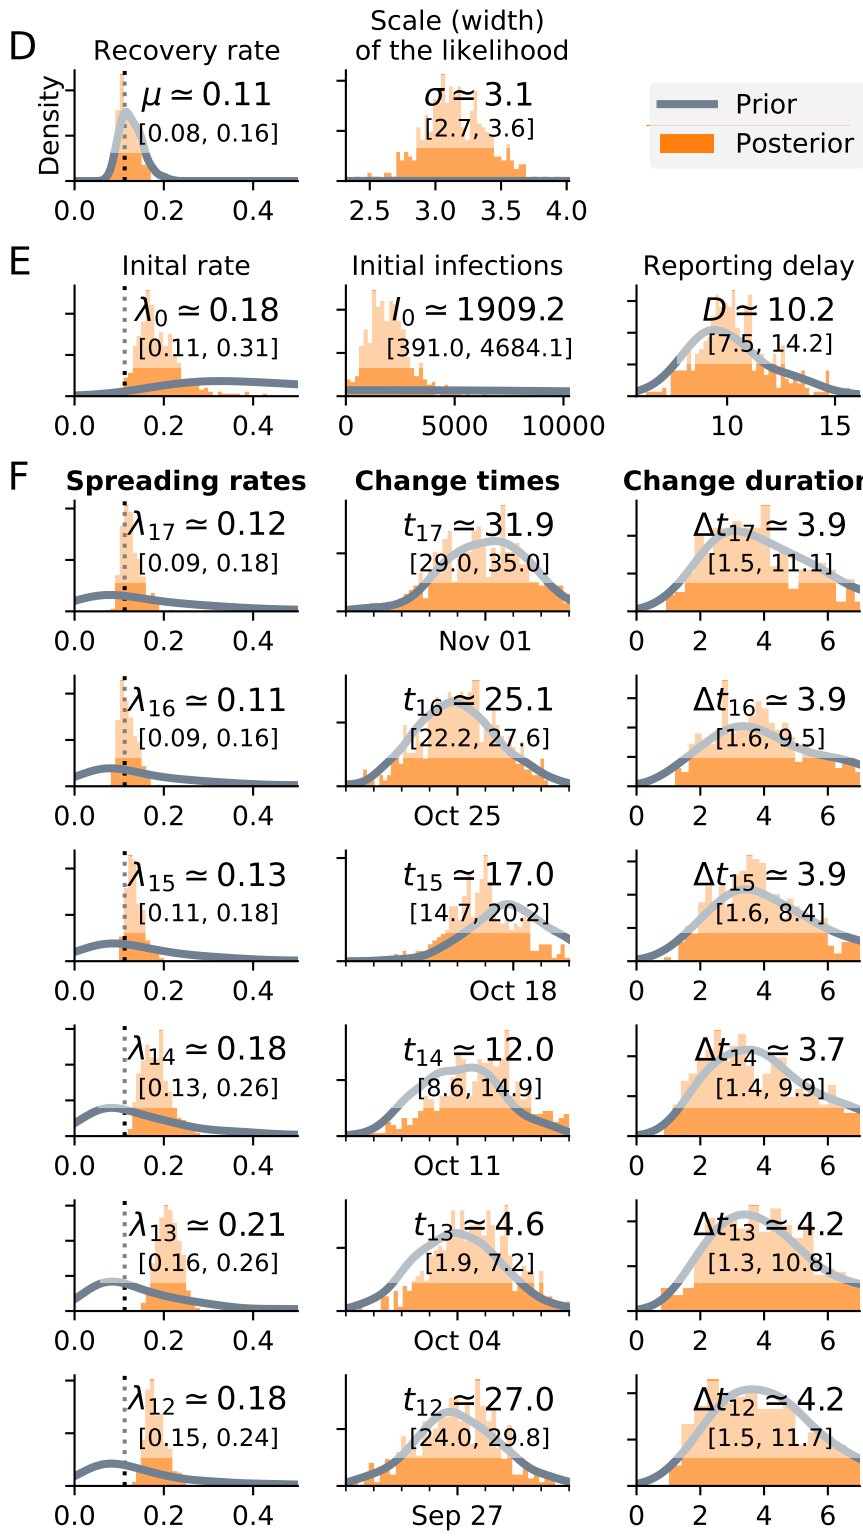 D
Recovery rate
Scale (width)
of the likelihood
Density
μ ≃ 0.11
[0.08, 0.16]
0.0 0.2 0.4
σ ≃ 3.1
[2.7, 3.6]
2.5 3.0 3.5 4.0
Prior
Posterior
E
Inital rate
Initial infections
Reporting delay
λ0 ≃ 0.18
[0.11, 0.31]
0.0 0.2 0.4
I0 ≃ 1909.2
[391.0, 4684.1]
0 5000 10000
D ≃ 10.2
[7.5, 14.2]
10 15
F
Spreading rates
Change times
Change duration
λ17 ≃ 0.12
[0.09, 0.18]
0.0 0.2 0.4
t17 ≃ 31.9
[29.0, 35.0]
Nov 01
Δt17 ≃ 3.9
[1.5, 11.1]
0 2 4 6
λ16 ≃ 0.11
[0.09, 0.16]
0.0 0.2 0.4
t16 ≃ 25.1
[22.2, 27.6]
Oct 25
Δt16 ≃ 3.9
[1.6, 9.5]
0 2 4 6
λ15 ≃ 0.13
[0.11, 0.18]
0.0 0.2 0.4
t15 ≃ 17.0
[14.7, 20.2]
Oct 18
Δt15 ≃ 3.9
[1.6, 8.4]
0 2 4 6
λ14 ≃ 0.18
[0.13, 0.26]
0.0 0.2 0.4
t14 ≃ 12.0
[8.6, 14.9]
Oct 11
Δt14 ≃ 3.7
[1.4, 9.9]
0 2 4 6
λ13 ≃ 0.21
[0.16, 0.26]
0.0 0.2 0.4
t13 ≃ 4.6
[1.9, 7.2]
Oct 04
Δt13 ≃ 4.2
[1.3, 10.8]
0 2 4 6
λ12 ≃ 0.18
[0.15, 0.24]
0.0 0.2 0.4
t12 ≃ 27.0
[24.0, 29.8]
Sep 27
Δt12 ≃ 4.2
[1.5, 11.7]
0 2 4 6